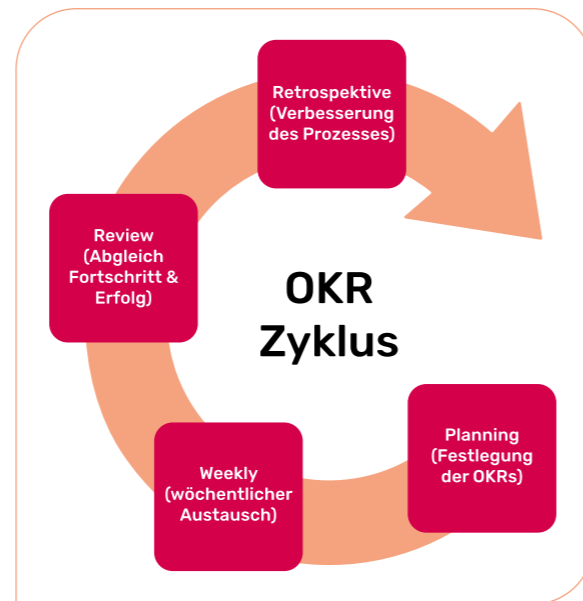 Retrospektive
(Verbesserung
des Prozesses)
Review
(Abgleich
Fortschritt &
Erfolg)
OKR
Zyklus
Planning
(Festlegung
der OKRs)
Weekly
(wöchentlicher
Austausch)